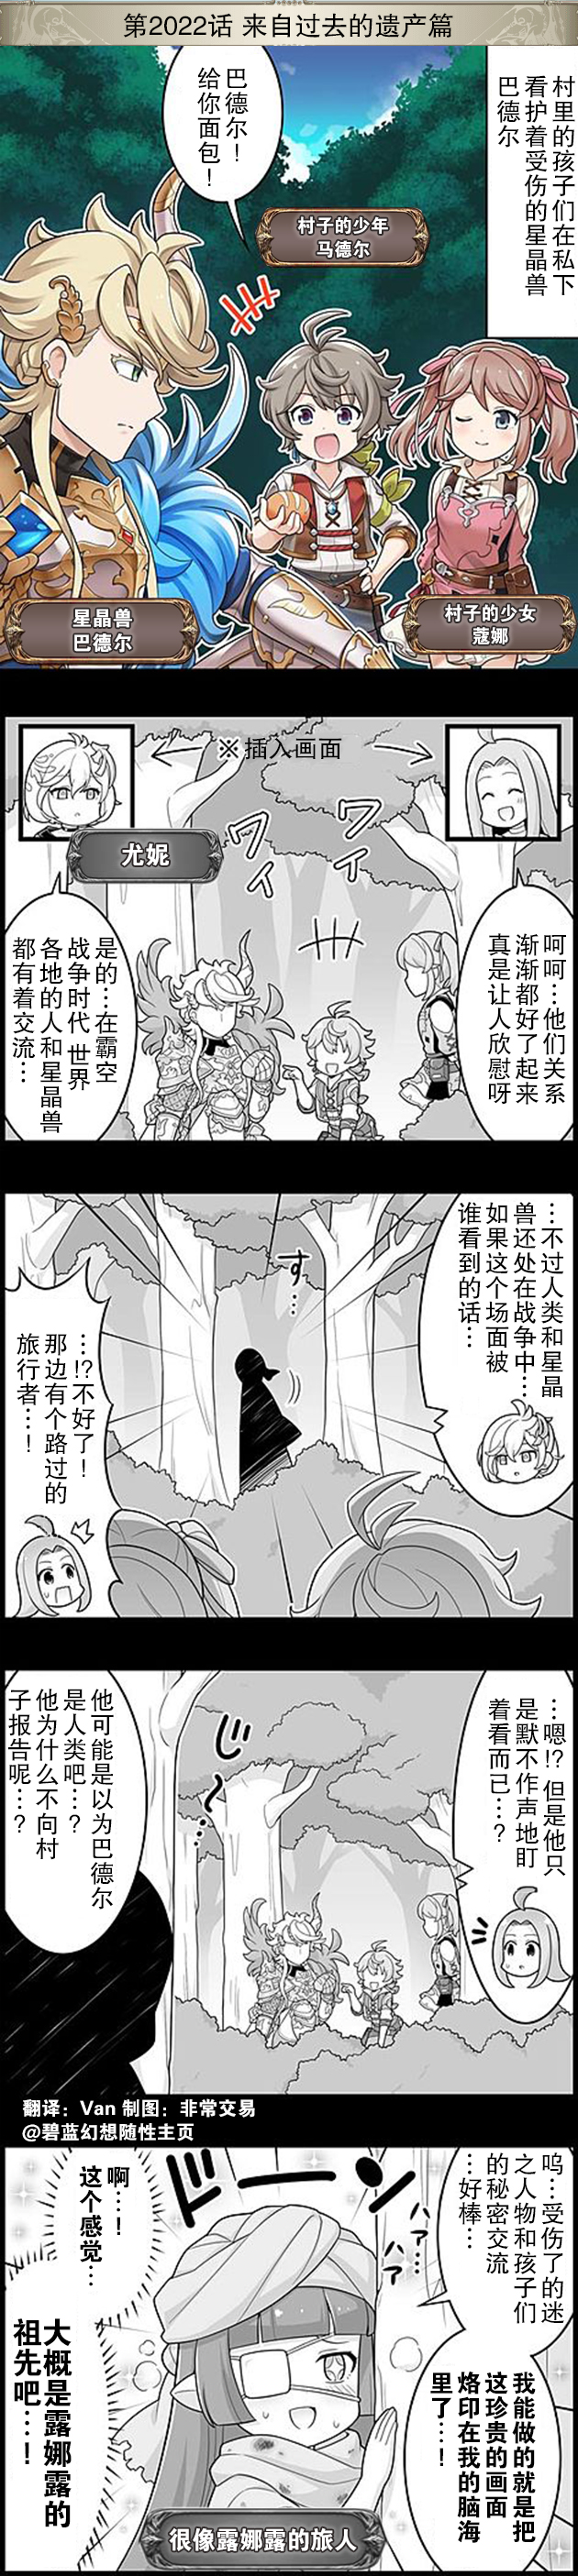 第2022话 来自过去的遗产篇
村里的孩子们在私下
看护着受伤的星晶兽
巴德尔
巴德尔！
给你面包！
村子的少年
马德尔
星晶兽
巴德尔
村子的少女
蔻娜
※插入画面
尤妮
ワイ
ワイ
呵呵…他们关系
渐渐都好了起来
真是让人欣慰呀
是的…在霸空
战争时代 世界
各地的人和星晶兽
都有着交流…
…不过人类和星晶
兽还处在战争中…
如果这个场面被
谁看到的话…
す…
…!?不好了！
那边有个路过的
旅行者…！
…嗯!? 但是他只
是默不作声地盯
着看而已…？
じ〜…
他可能是以为巴德尔
是人类吧…？
他为什么不向村
子报告呢…？
翻译：Van 制图：非常交易
@碧蓝幻想随性主页
呜…受伤了的迷
之人物和孩子们
的秘密交流
…好棒…
ドーン
ハァ…
ハァ…
我能做的就是把
这珍贵的画面
烙印在我的脑海
里了…！
啊…！
这个感觉…
大概是露娜露的
祖先吧…！
很像露娜露的旅人